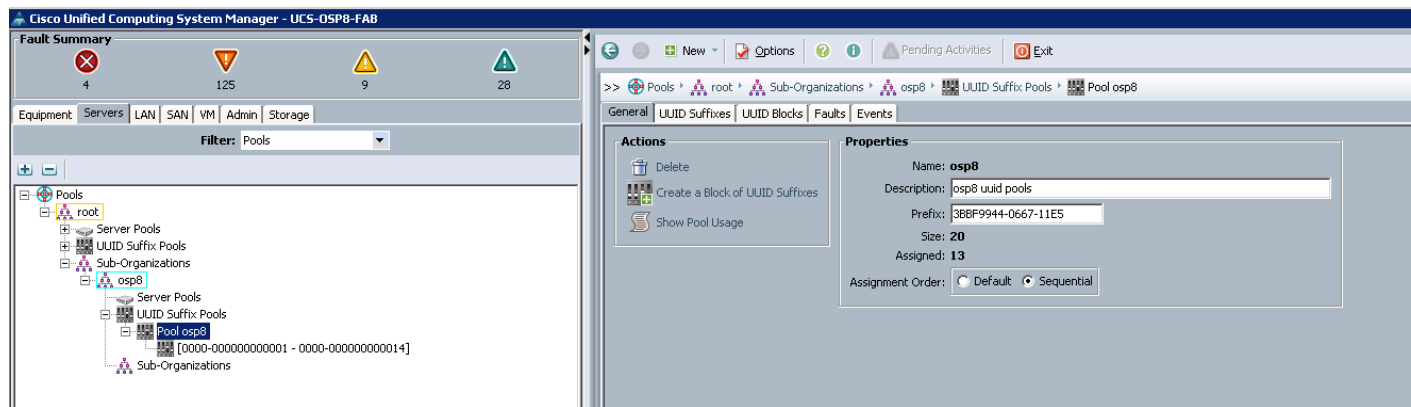 Cisco Unified Computing System Manager - UCS-OSP8-FAB
Fault Summary
4 125 9 28
Equipment Servers LAN SAN VM Admin Storage
Filter: Pools
Pools
root
Server Pools
UUID Suffix Pools
Sub-Organizations
osp8
Server Pools
UUID Suffix Pools
Pool osp8
[0000-000000000001 - 0000-000000000014]
Sub-Organizations
New Options Pending Activities Exit
>> Pools root Sub-Organizations osp8 UUID Suffix Pools Pool osp8
General UUID Suffixes UUID Blocks Faults Events
Actions
Delete
Create a Block of UUID Suffixes
Show Pool Usage
Properties
Name: osp8
Description: osp8 uuid pools
Prefix: 3BBF9944-0667-11E5
Size: 20
Assigned: 13
Assignment Order: Default Sequential